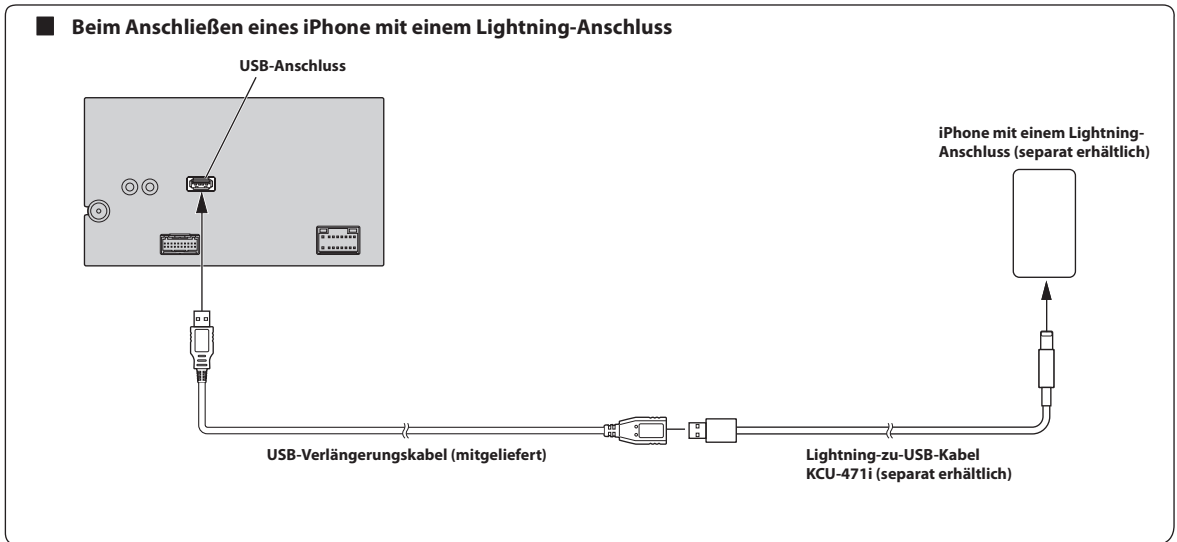 Beim Anschließen eines iPhone mit einem Lightning-Anschluss
USB-Anschluss
iPhone mit einem Lightning-
Anschluss (separat erhältlich)
USB-Verlängerungskabel (mitgeliefert)
Lightning-zu-USB-Kabel
KCU-471i (separat erhältlich)